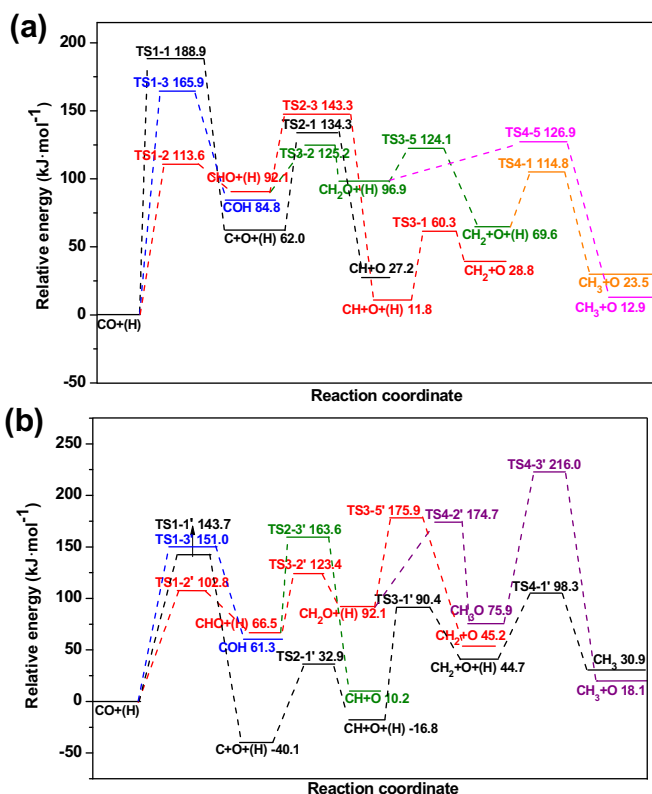 (a)
200
150
100
50
0
-50
Relative energy (kJ·mol⁻¹)
TS1-1 188.9
TS1-3 165.9
TS1-2 113.6
TS2-3 143.3
TS2-1 134.3
TS3-2 125.2
CHO+(H) 92.1
COH 84.8
C+O+(H) 62.0
CH₂O+(H) 96.9
TS3-5 124.1
TS4-5 126.9
TS4-1 114.8
TS3-1 60.3
CH₂+O+(H) 69.6
CH+O 27.2
CH₂+O 28.8
CH+O+(H) 11.8
CH₃+O 23.5
CH₃+O 12.9
CO+(H)
Reaction coordinate
(b)
250
200
150
100
50
0
-50
Relative energy (kJ·mol⁻¹)
TS4-3' 216.0
TS1-1' 143.7
TS1-3' 151.0
TS1-2' 102.8
TS2-3' 163.6
TS3-5' 175.9
TS4-2' 174.7
TS3-2' 123.4
CHO+(H) 66.5
COH 61.3
CH₂O+(H) 92.1
TS3-1' 90.4
TS4-1' 98.3
CH₃O 75.9
CH₂+O 45.2
CH₂+O+(H) 44.7
TS2-1' 32.9
CH+O 10.2
CH₃ 30.9
CH₃+O 18.1
CO+(H)
CH+O+(H) -16.8
C+O+(H) -40.1
Reaction coordinate